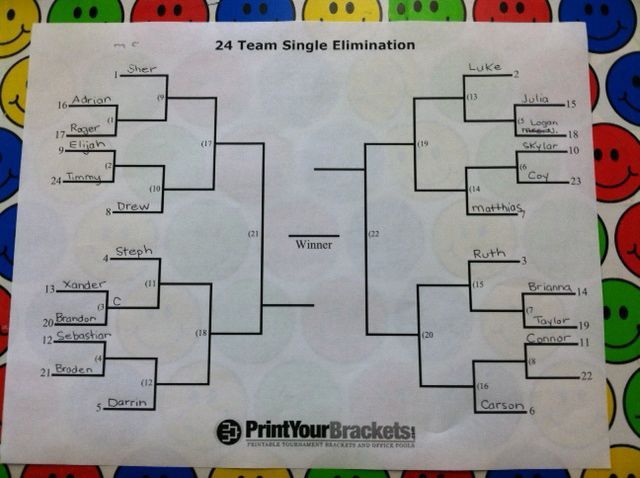 me
24 Team Single Elimination
1 Sher
16 Adrian
(1
17 Roger
(9
9 Elijah
(2
24 Timmy
(10
8 Drew
(17
4 Steph
13 Xander
(3 C
20 Brandon
(11
12 Sebastian
(4
21 Braden
(12
5 Darrin
(18
(21
Winner
(22
Luke 2
(13
Julia 15
(5
Logan
18
(19
Skylar 10
(6
Coy 23
(14
matthias 7
Ruth 3
(15
Brianna 14
(7
Taylor 19
(20
Connor 11
(8
22
(16
Carson 6
PrintYourBrackets.com
PRINTABLE TOURNAMENT BRACKETS AND OFFICE POOLS